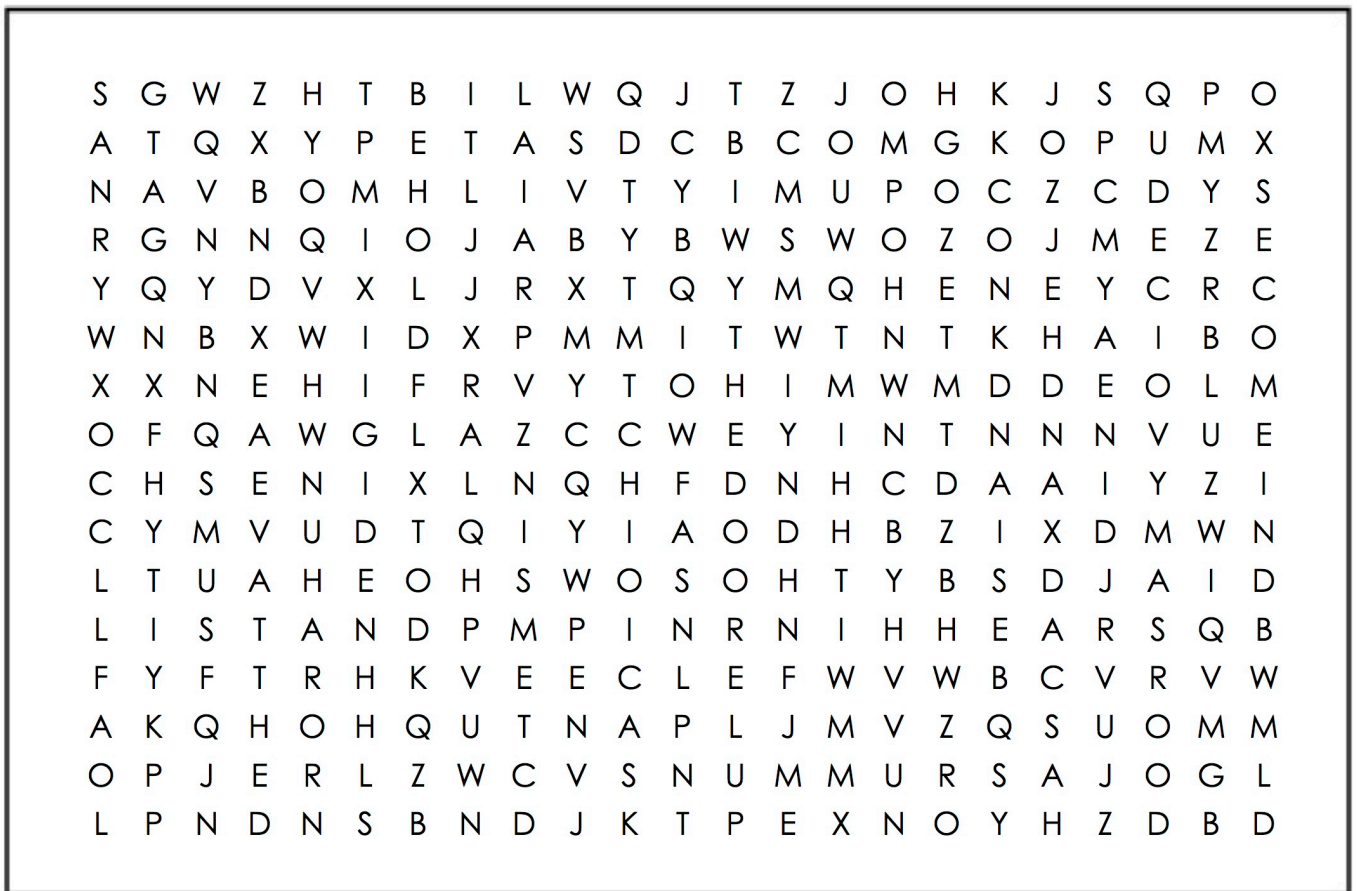 S G W Z H T B I L W Q J T Z J O H K J S Q P O
A T Q X Y P E T A S D C B C O M G K O P U M X
N A V B O M H L I V T Y I M U P O C Z C D Y S
R G N N Q I O J A B Y B W S W O Z O J M E Z E
Y Q Y D V X L J R X T Q Y M Q H E N E Y C R C
W N B X W I D X P M M I T W T N T K H A I B O
X X N E H I F R V Y T O H I M W M D D E O L M
O F Q A W G L A Z C C W E Y I N T N N N V U E
C H S E N I X L N Q H F D N H C D A A I Y Z I
C Y M V U D T Q I Y I A O D H B Z I X D M W N
L T U A H E O H S W O S O H T Y B S D J A I D
L I S T A N D P M P I N R N I H H E A R S Q B
F Y F T R H K V E E C L E F W V W B C V R V W
A K Q H O H Q U T N A P L J M V Z Q S U O M M
O P J E R L Z W C V S N U M M U R S A J O G L
L P N D N S B N D J K T P E X N O Y H Z D B D